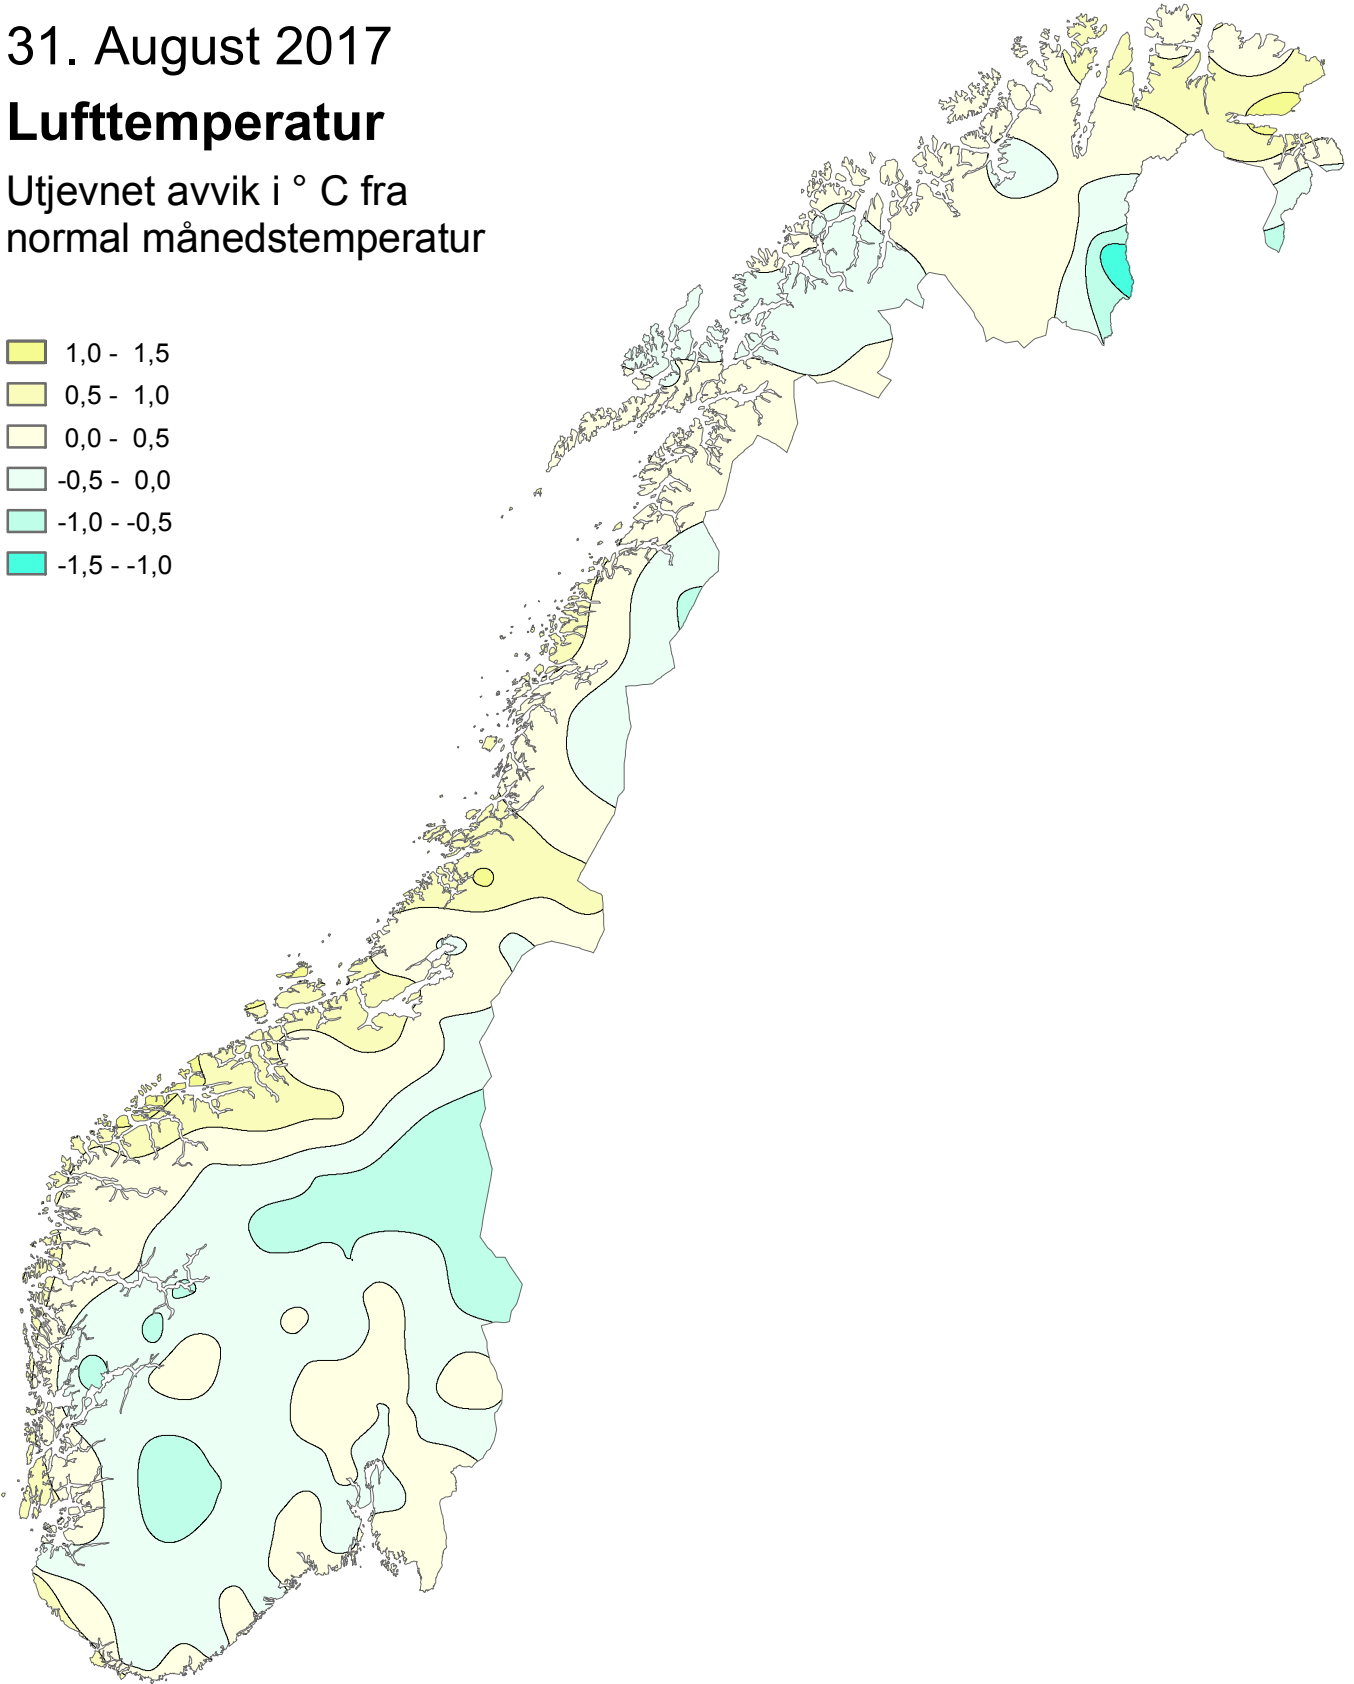 31. August 2017
Lufttemperatur
Utjevnet avvik i ° C fra
normal månedstemperatur
1,0 - 1,5
0,5 - 1,0
0,0 - 0,5
-0,5 - 0,0
-1,0 - -0,5
-1,5 - -1,0